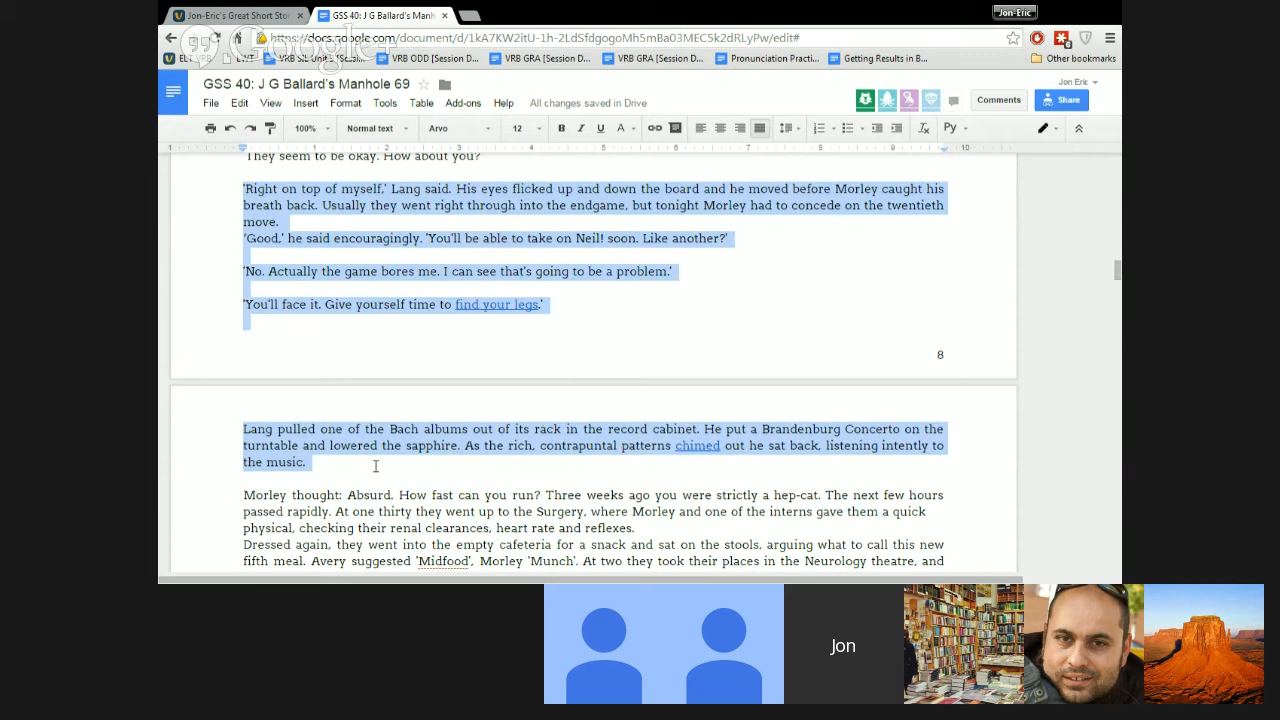 Jon-Eric's Great Short Sto
GSS 40: J G Ballard's Manh
Jon-Eric
Google+
https://docs.google.com/document/d/1kA7KW2itU-1h-2LdSfdgogoMh5mBa03MEC5k2dRLyPw/edit#
VRB ODD [Session D...
VRB GRA [Session D...
VRB GRA [Session D...
Pronunciation Practi...
Getting Results in B...
Other bookmarks
GSS 40: J G Ballard's Manhole 69
Jon Eric
File Edit View Insert Format Tools Table Add-ons Help All changes saved in Drive
Comments
Share
100% Normal text Arvo 12 B I U A Py
1 1 2 3 4 5 6 7 8 9 10
'They seem to be okay. How about you?'
'Right on top of myself,' Lang said. His eyes flicked up and down the board and he moved before Morley caught his
breath back. Usually they went right through into the endgame, but tonight Morley had to concede on the twentieth
move.
'Good,' he said encouragingly. 'You'll be able to take on Neil! soon. Like another?'
'No. Actually the game bores me. I can see that's going to be a problem.'
'You'll face it. Give yourself time to find your legs.'
8
Lang pulled one of the Bach albums out of its rack in the record cabinet. He put a Brandenburg Concerto on the
turntable and lowered the sapphire. As the rich, contrapuntal patterns chimed out he sat back, listening intently to
the music.
Morley thought: Absurd. How fast can you run? Three weeks ago you were strictly a hep-cat. The next few hours
passed rapidly. At one thirty they went up to the Surgery, where Morley and one of the interns gave them a quick
physical, checking their renal clearances, heart rate and reflexes.
Dressed again, they went into the empty cafeteria for a snack and sat on the stools, arguing what to call this new
fifth meal. Avery suggested 'Midfood', Morley 'Munch'. At two they took their places in the Neurology theatre, and
Jon